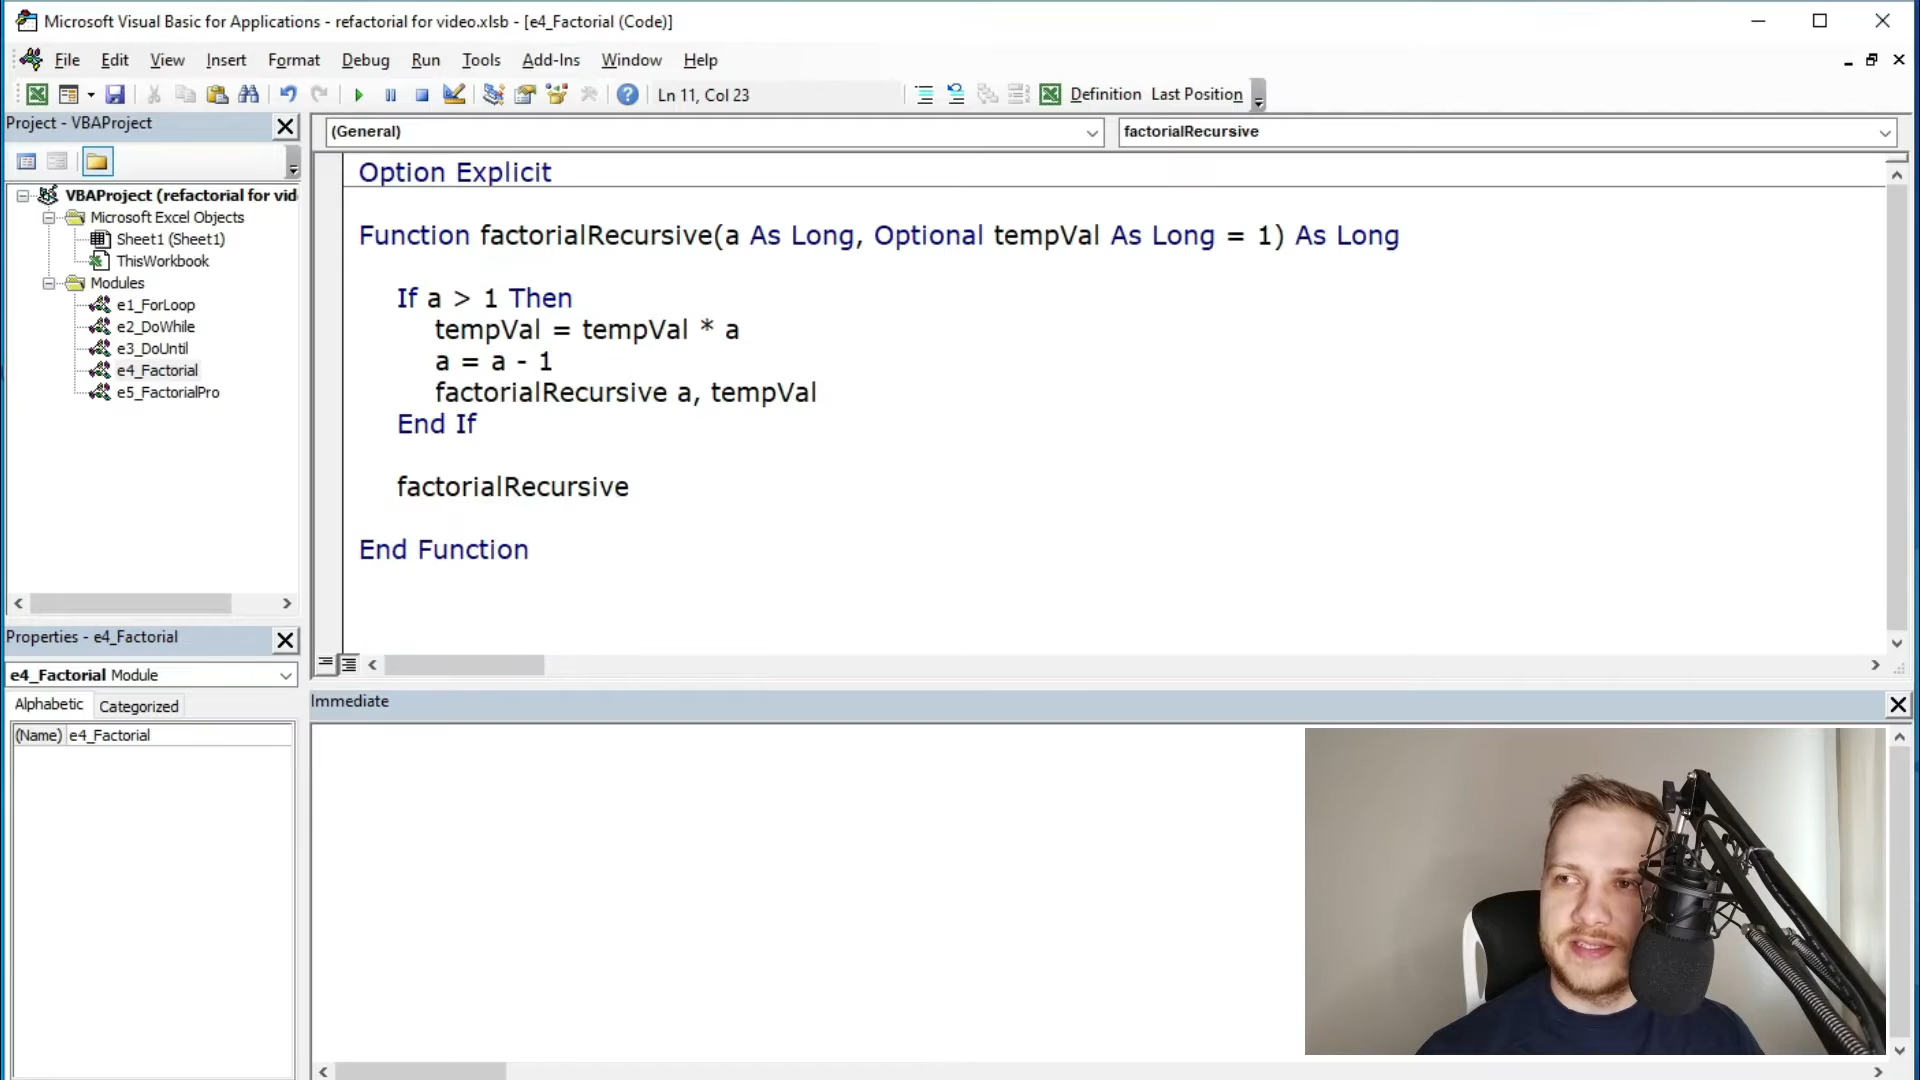 Microsoft Visual Basic for Applications - refactorial for video.xlsb - [e4_Factorial (Code)]
File Edit View Insert Format Debug Run Tools Add-Ins Window Help
Ln 11, Col 23
Definition Last Position
Project - VBAProject
(General)
factorialRecursive
VBAProject (refactorial for vid
Microsoft Excel Objects
Sheet1 (Sheet1)
ThisWorkbook
Modules
e1_ForLoop
e2_DoWhile
e3_DoUntil
e4_Factorial
e5_FactorialPro
Option Explicit
Function factorialRecursive(a As Long, Optional tempVal As Long = 1) As Long
If a > 1 Then
tempVal = tempVal * a
a = a - 1
factorialRecursive a, tempVal
End If
factorialRecursive
End Function
Properties - e4_Factorial
e4_Factorial Module
Alphabetic Categorized
(Name) e4_Factorial
Immediate